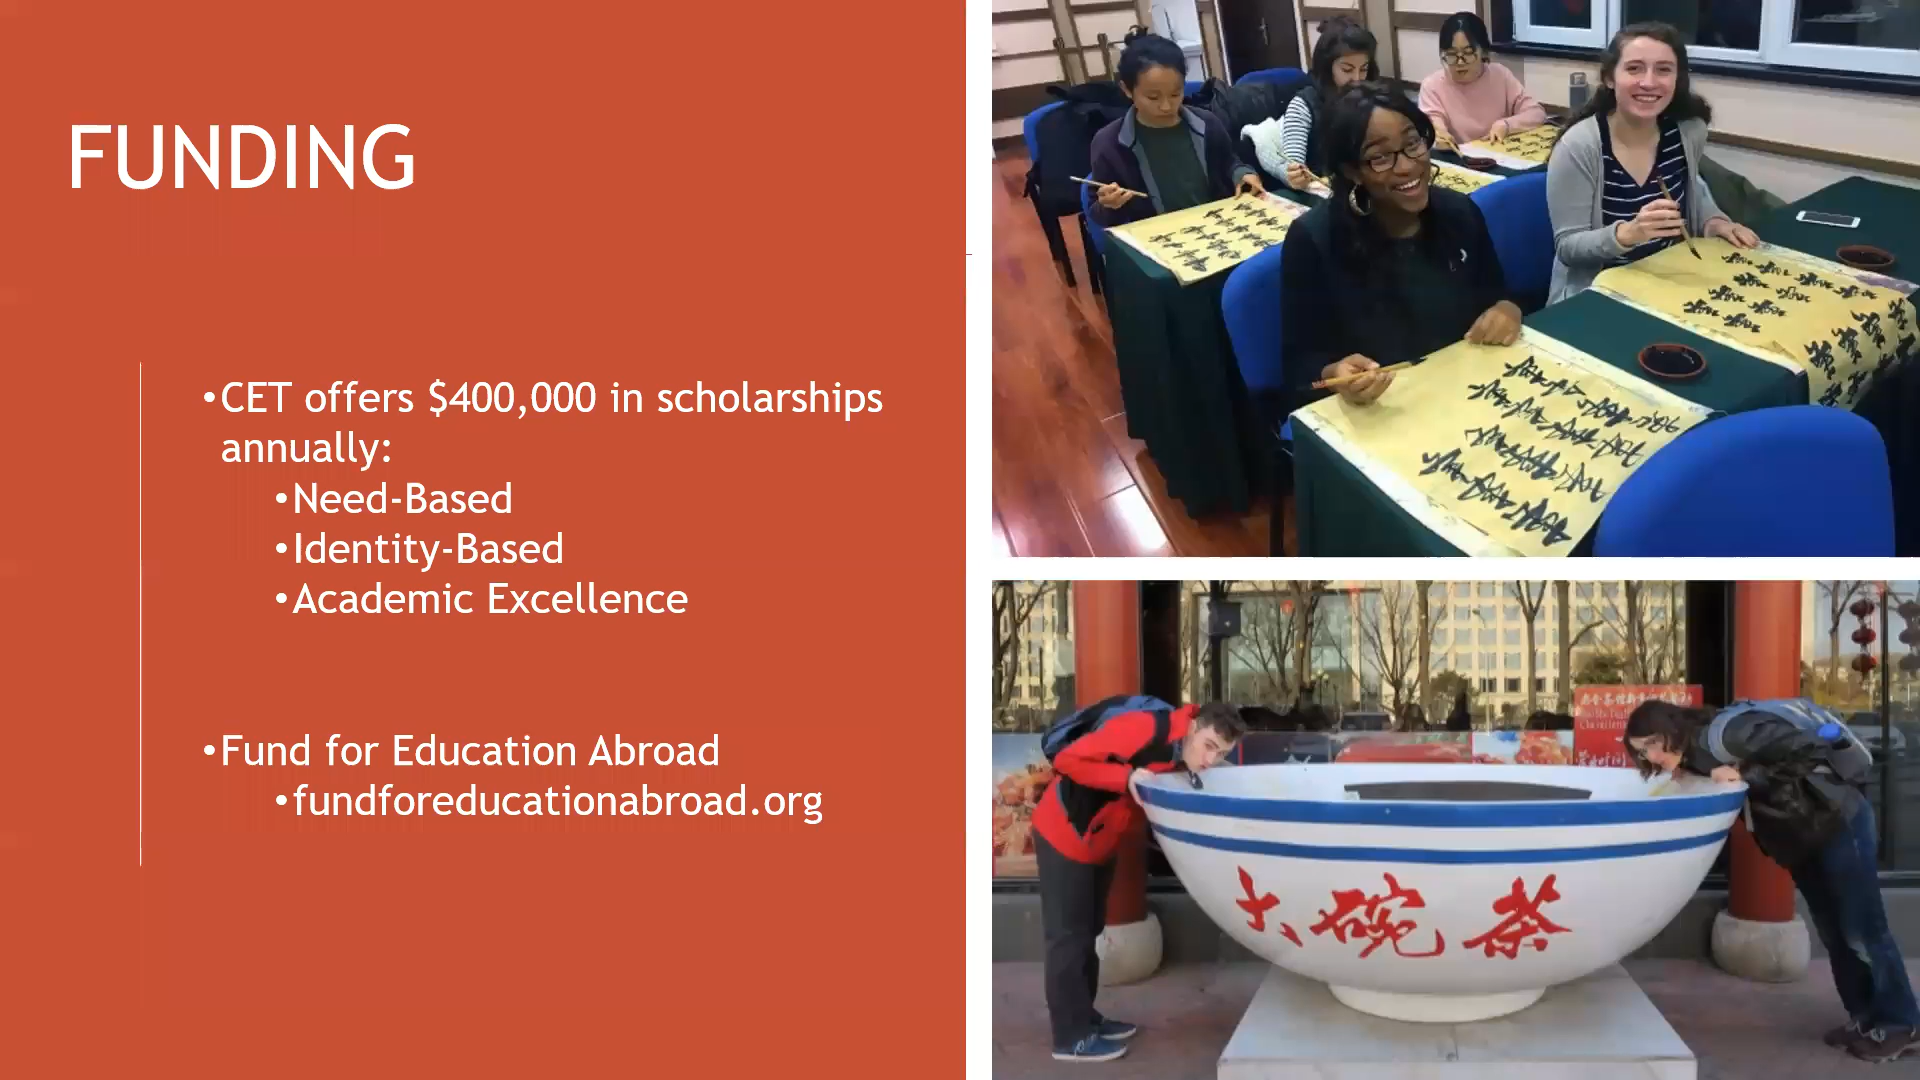 FUNDING
•CET offers $400,000 in scholarships
annually:
•Need-Based
•Identity-Based
•Academic Excellence
•Fund for Education Abroad
•fundforeducationabroad.org
大碗茶